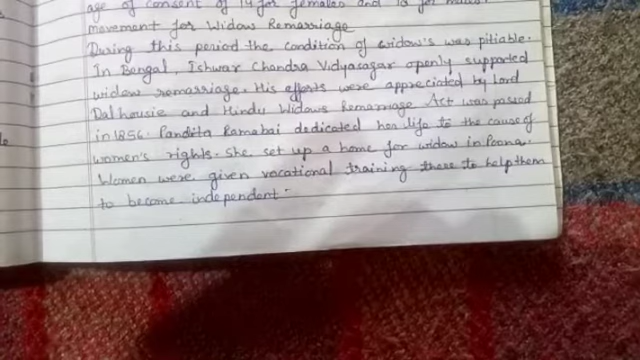 age of consent of 14 for females and 18 for males.
movement for Widow Remarriage
During this period the condition of widow's was pitiable.
In Bengal, Ishwar Chandra Vidyasagar openly supported
widow remarriage. His efforts were appreciated by Lord
Dalhousie and Hindu Widows Remarriage Act was passed
in 1856. Pandita Ramabai dedicated her life to the cause of
women's rights. She set up a home for widow in Poona.
Women were given vocational training there to help them
to become independent.